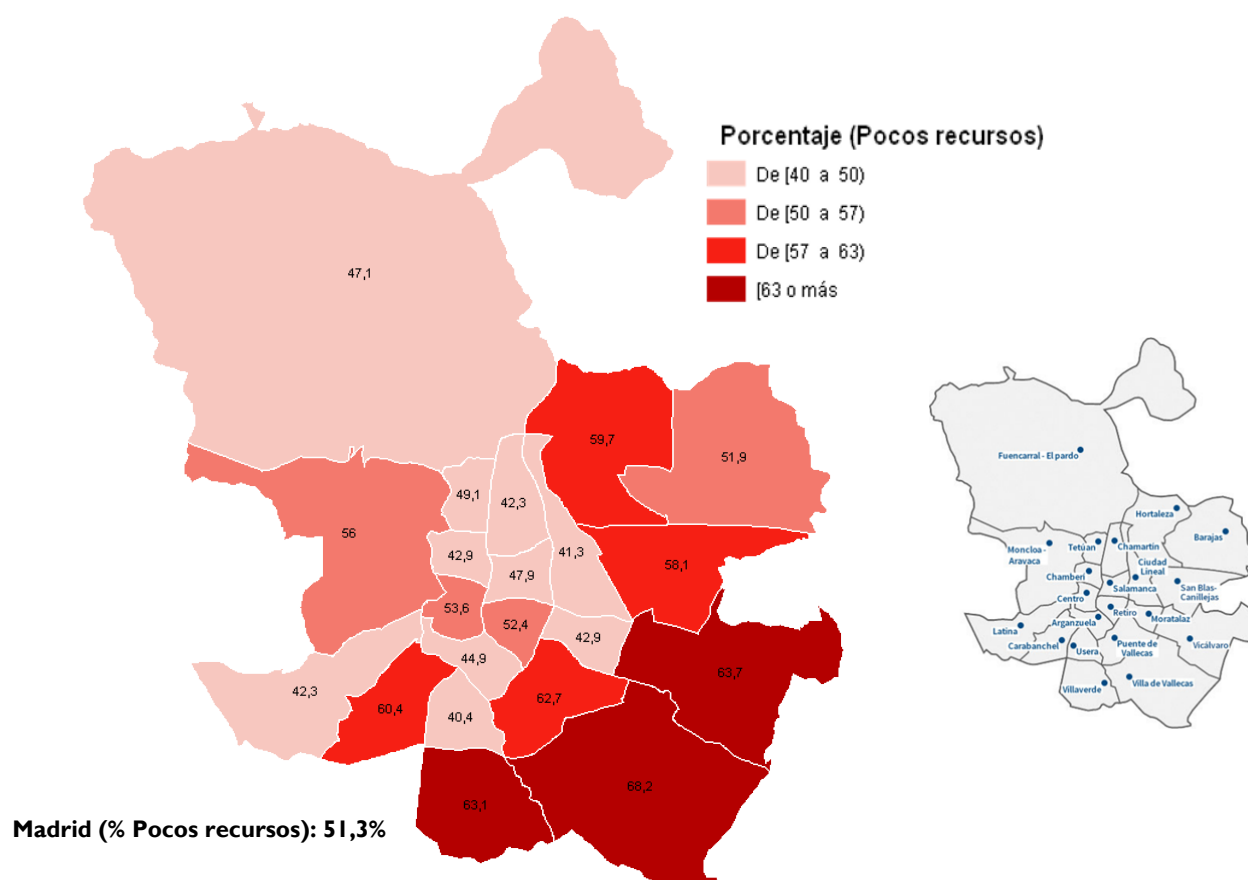 Porcentaje (Pocos recursos)
De [40 a 50)
De [50 a 57)
De [57 a 63)
[63 o más
47,1
59,7
51,9
49,1
42,3
56
42,9
41,3
47,9
58,1
53,6
52,4
42,9
44,9
42,3
60,4
40,4
62,7
63,7
68,2
63,1
Madrid (% Pocos recursos): 51,3%
Fuencarral - El pardo
Hortaleza
Barajas
Moncloa -
Aravaca
Tetúan
Chamartín
Ciudad
Lineal
Chamberí
Salamanca
San Blas-
Canillejas
Centro
Retiro
Arganzuela
Moratalaz
Latina
Carabanchel
Usera
Puente de
Vallecas
Vicálvaro
Villaverde
Villa de Vallecas